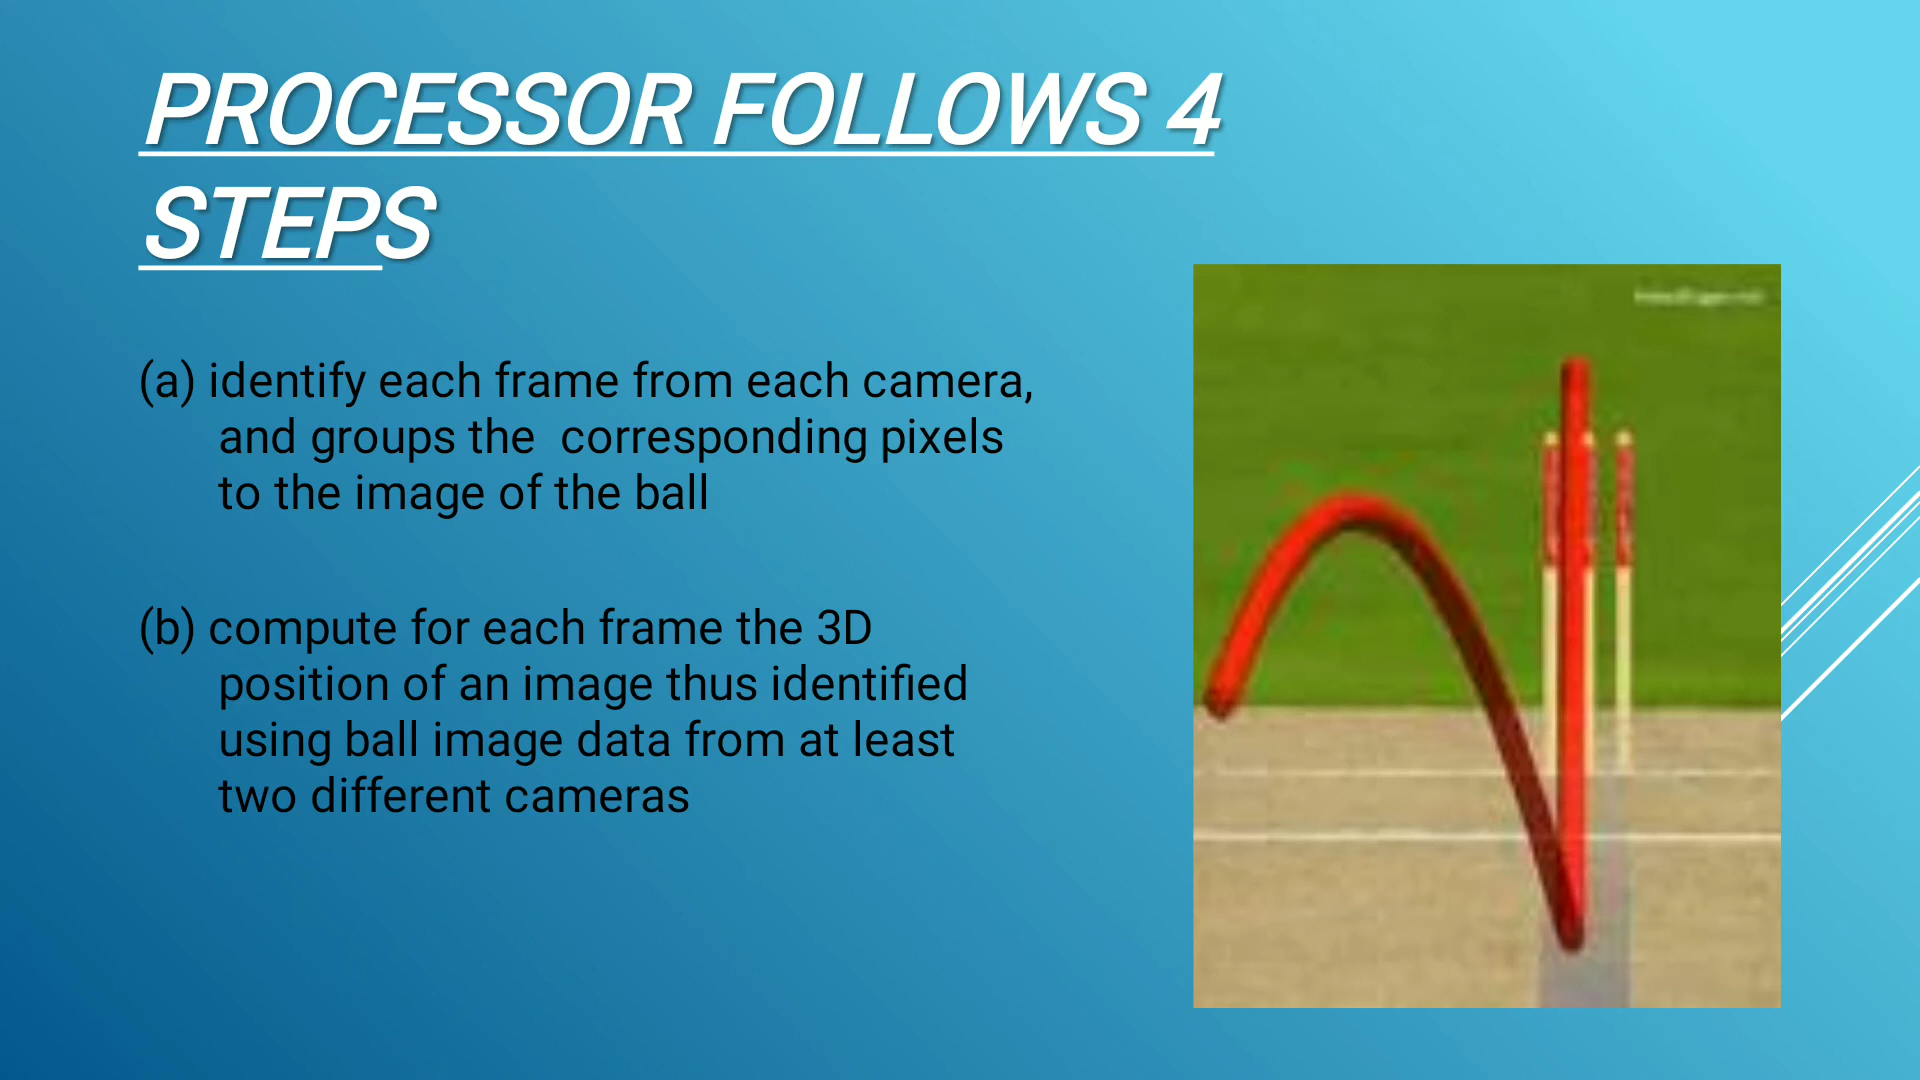 PROCESSOR FOLLOWS 4
STEPS
(a) identify each frame from each camera,
and groups the corresponding pixels
to the image of the ball
(b) compute for each frame the 3D
position of an image thus identified
using ball image data from at least
two different cameras